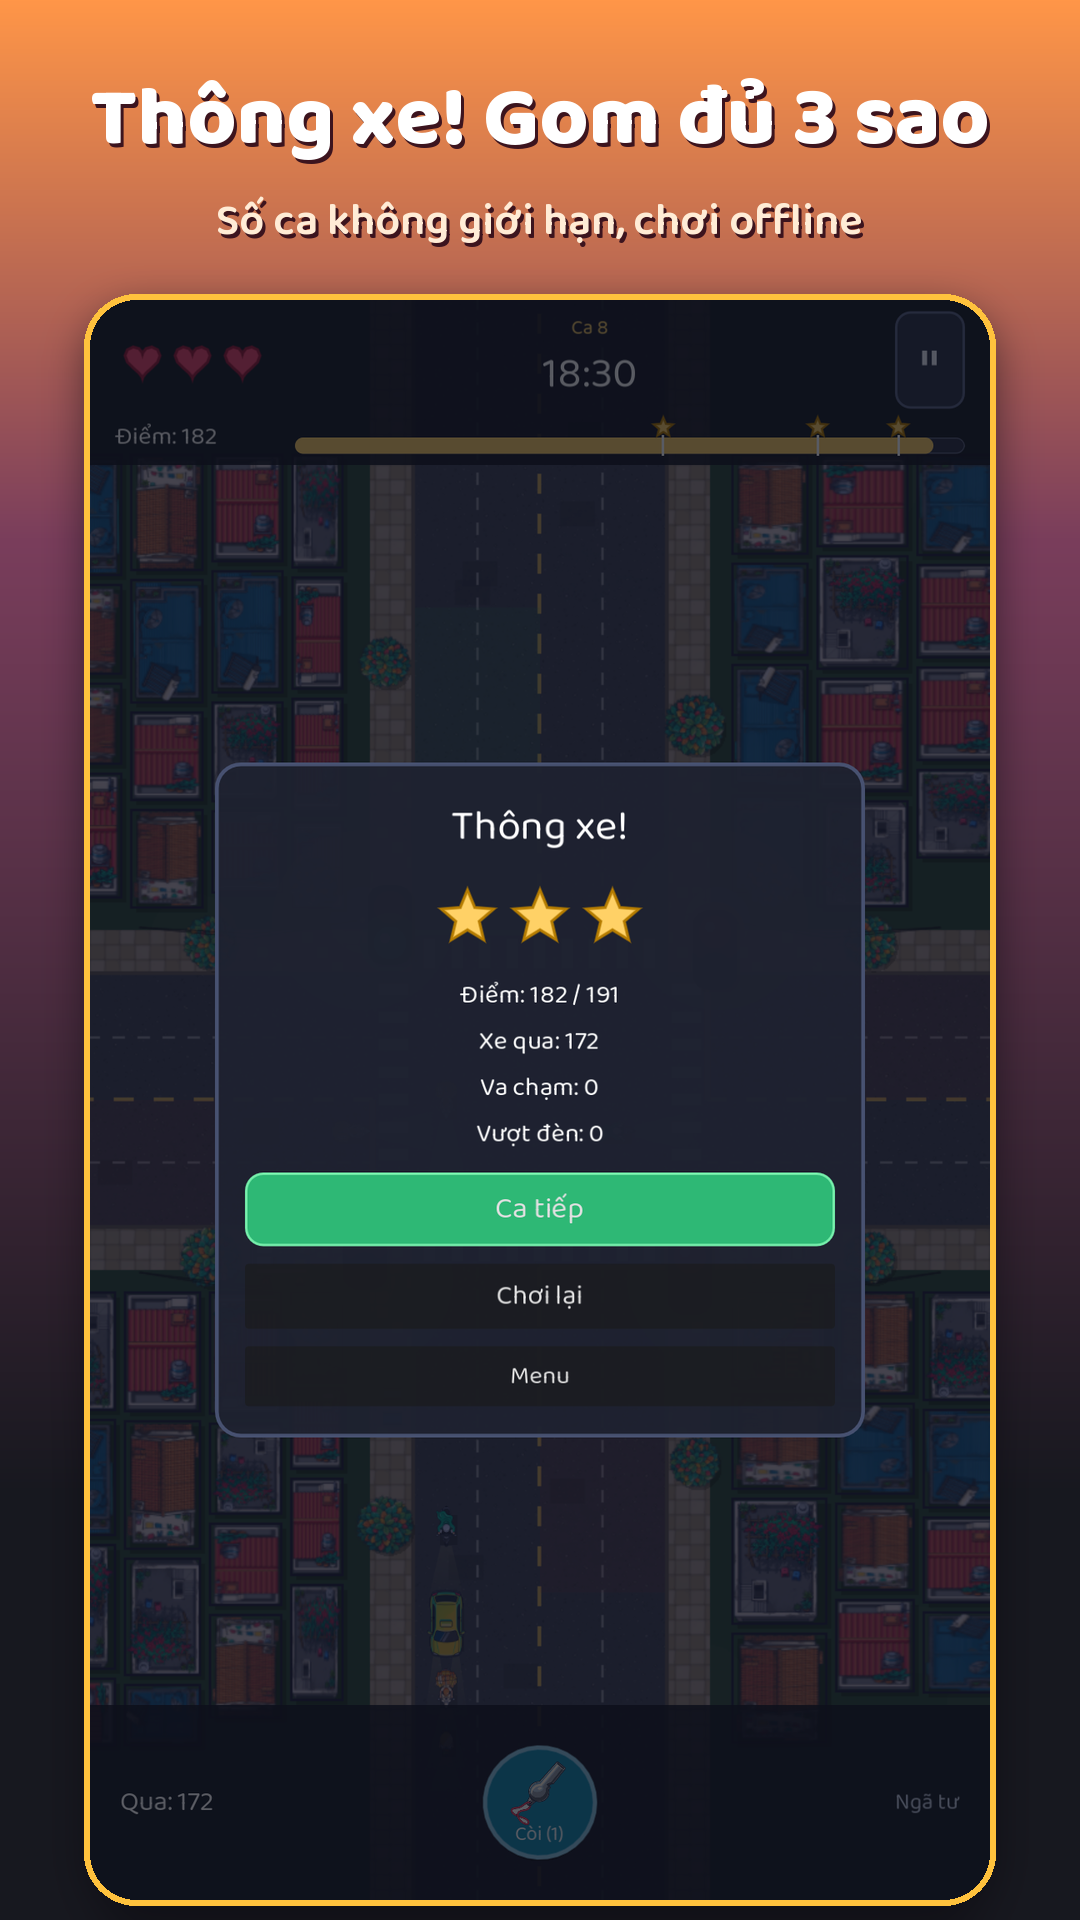 Thông xe! Gom đủ 3 sao
Số ca không giới hạn, chơi offline
Ca 8
18:30
Điểm: 182
Thông xe!
Điểm: 182 / 191
Xe qua: 172
Va chạm: 0
Vượt đèn: 0
Ca tiếp
Chơi lại
Menu
Qua: 172
Còi (1)
Ngã tư